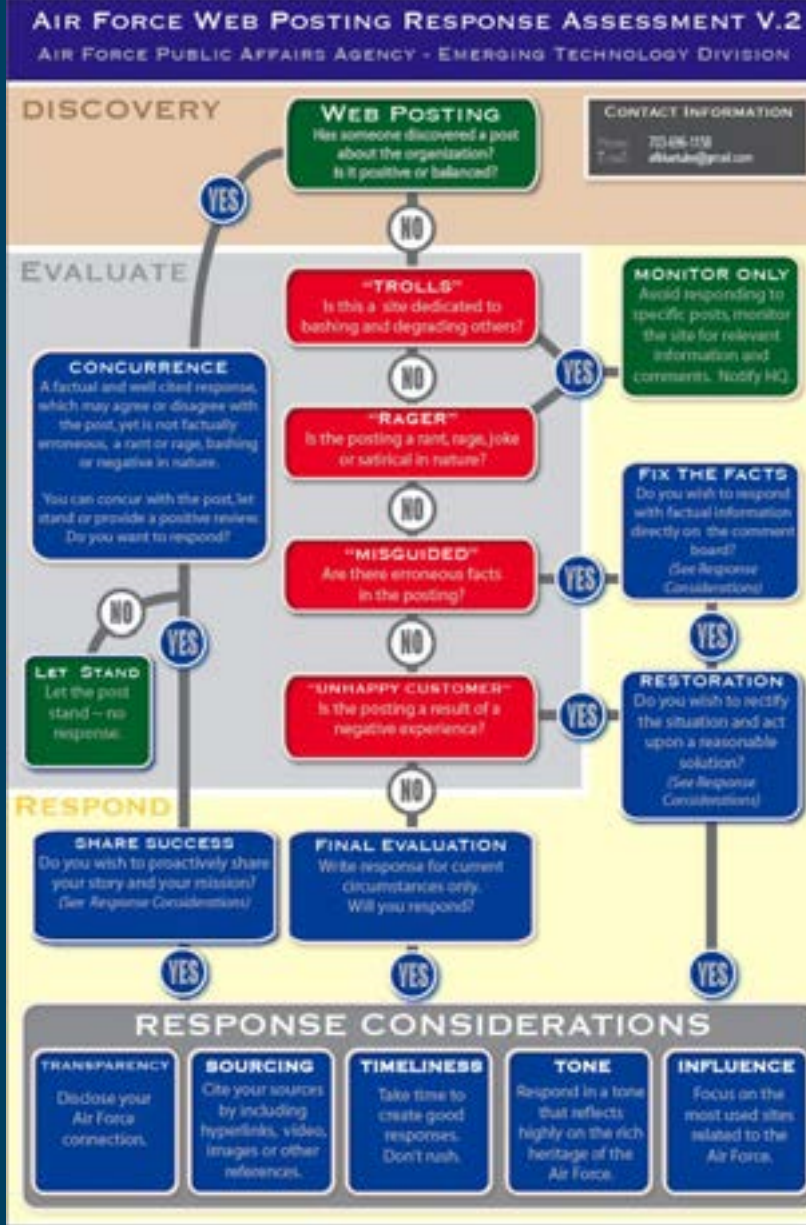 AIR FORCE WEB POSTING RESPONSE ASSESSMENT V.2
AIR FORCE PUBLIC AFFAIRS AGENCY - EMERGING TECHNOLOGY DIVISION
DISCOVERY
WEB POSTING
Has someone discovered a post
about the organization?
Is it positive or balanced?
CONTACT INFORMATION
YES
NO
EVALUATE
"TROLLS"
Is this a site dedicated to
bashing and degrading others?
MONITOR ONLY
Avoid responding to
specific posts, monitor
the site for relevant
information and
comments. Notify HQ.
NO
YES
CONCURRENCE
A factual and well cited response,
which may agree or disagree with
the post, yet is not factually
erroneous, a rant or rage, bashing
or negative in nature.
You can concur with the post, let
stand or provide a positive review.
Do you want to respond?
"RAGER"
Is the posting a rant, rage, joke
or satirical in nature?
NO
"MISGUIDED"
Are there erroneous facts
in the posting?
YES
FIX THE FACTS
Do you wish to respond
with factual information
directly on the comment
board?
(See Response
Considerations)
NO
YES
NO
YES
LET STAND
Let the post
stand – no
response.
"UNHAPPY CUSTOMER"
Is the posting a result of a
negative experience?
YES
RESTORATION
Do you wish to rectify
the situation and act
upon a reasonable
solution?
(See Response
Considerations)
NO
RESPOND
SHARE SUCCESS
Do you wish to proactively share
your story and your mission?
(See Response Considerations)
FINAL EVALUATION
Write response for current
circumstances only.
Will you respond?
YES
YES
YES
RESPONSE CONSIDERATIONS
TRANSPARENCY
Disclose your
Air Force
connection.
SOURCING
Cite your sources
by including
hyperlinks, video,
images or other
references.
TIMELINESS
Take time to
create good
responses.
Don't rush.
TONE
Respond in a tone
that reflects
highly on the rich
heritage of the
Air Force.
INFLUENCE
Focus on the
most used sites
related to the
Air Force.